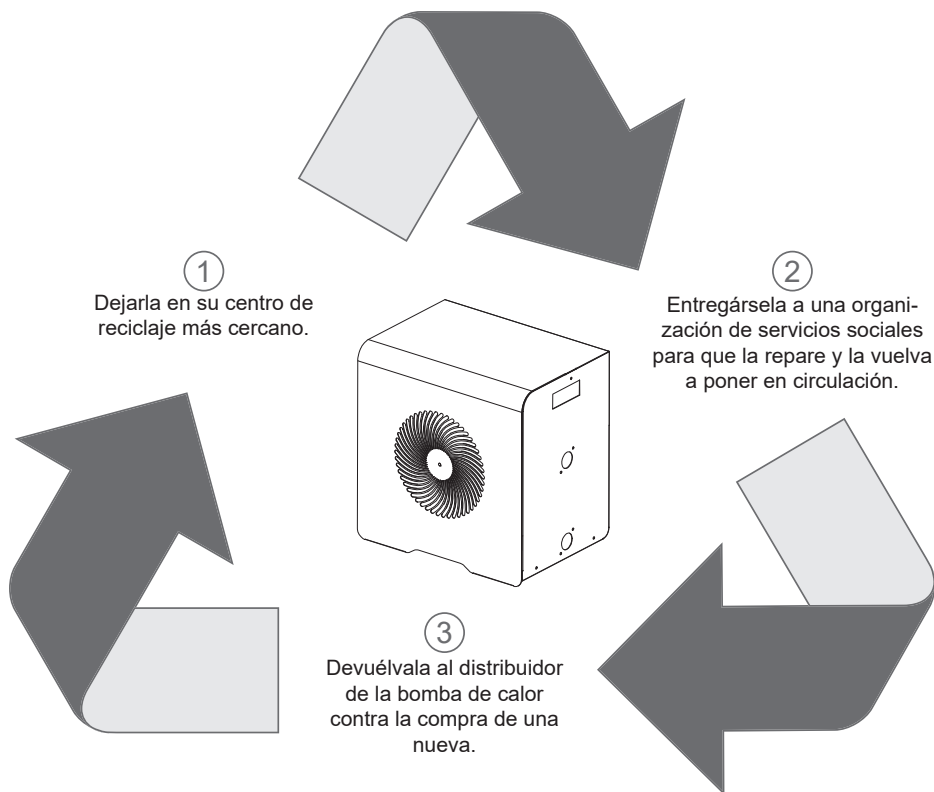 1
Dejarla en su centro de
reciclaje más cercano.
2
Entregársela a una organi-
zación de servicios sociales
para que la repare y la vuelva
a poner en circulación.
3
Devuélvala al distribuidor
de la bomba de calor
contra la compra de una
nueva.